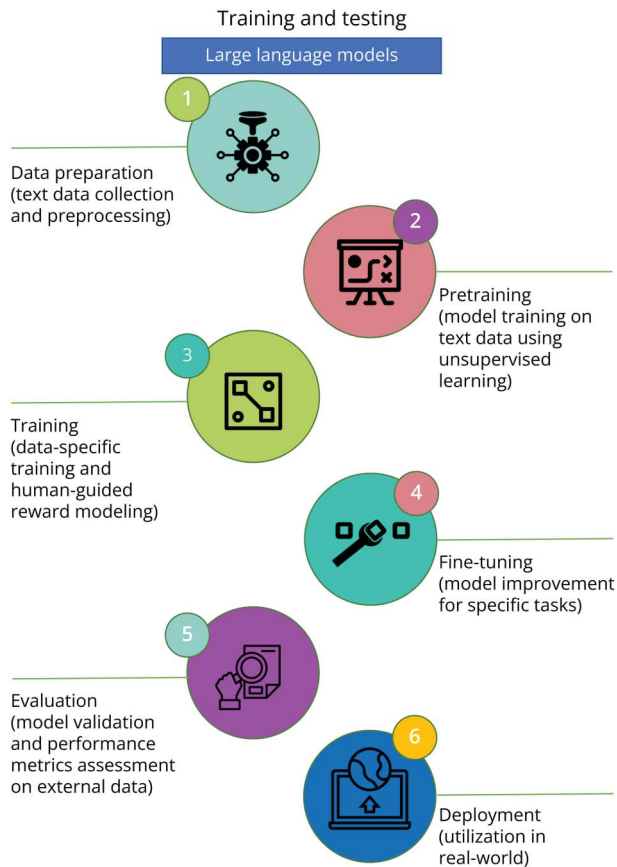 Training and testing
Large language models
1
Data preparation
(text data collection
and preprocessing)
2
Pretraining
(model training on
text data using
unsupervised
learning)
3
Training
(data-specific
training and
human-guided
reward modeling)
4
Fine-tuning
(model improvement
for specific tasks)
5
Evaluation
(model validation
and performance
metrics assessment
on external data)
6
Deployment
(utilization in
real-world)